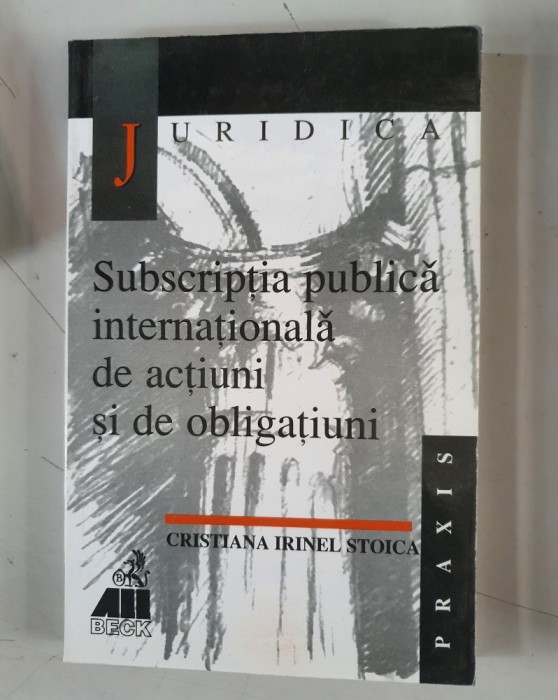 JURIDICA
Subscripția publică
internațională
de acțiuni
și de obligațiuni
CRISTIANA IRINEL STOICA
PRAXIS
B
ALL
BECK